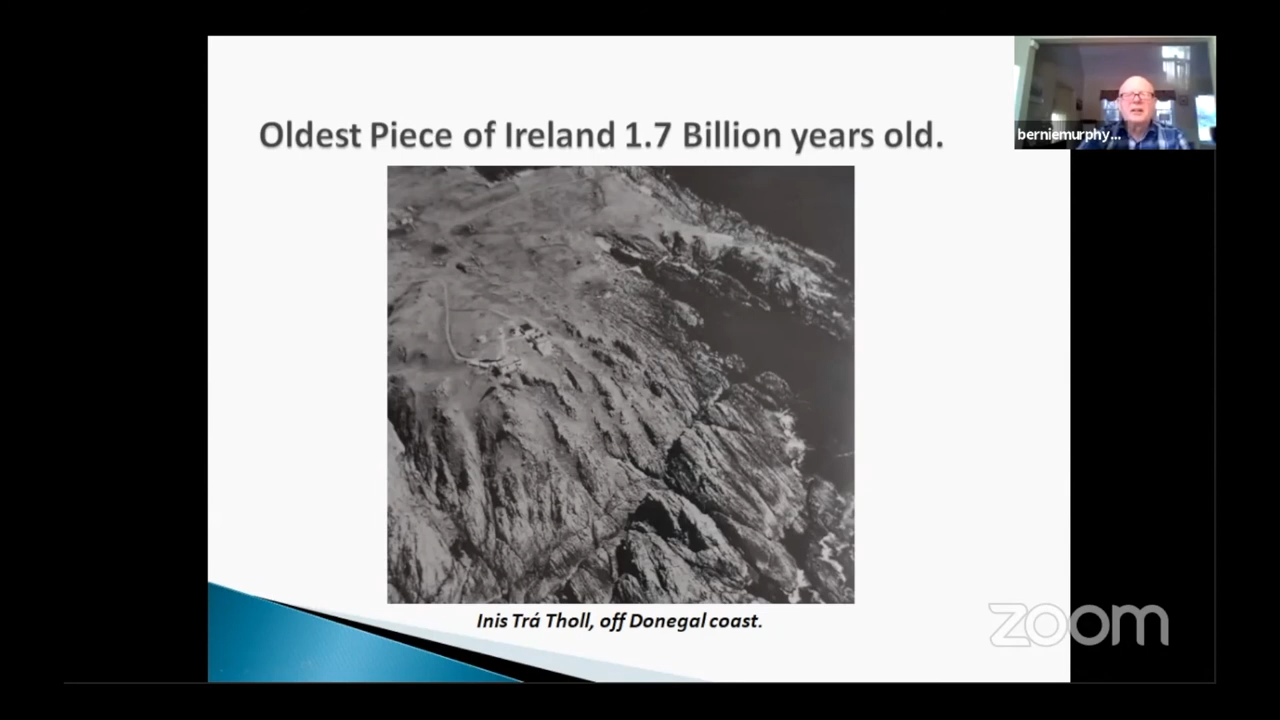 Oldest Piece of Ireland 1.7 Billion years old.
berniemurphy...
Inis Trá Tholl, off Donegal coast.
zoom